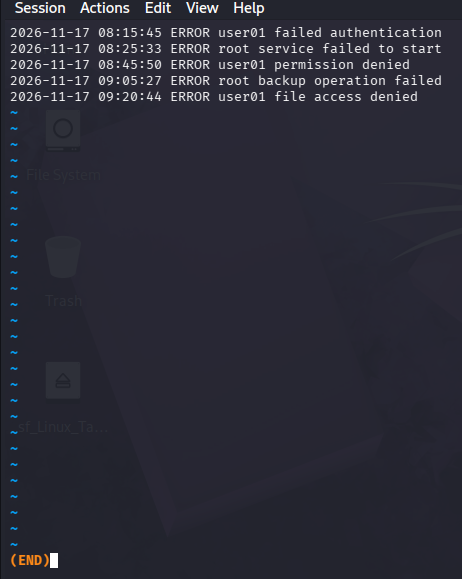 Session Actions Edit View Help
2026-11-17 08:15:45 ERROR user01 failed authentication
2026-11-17 08:25:33 ERROR root service failed to start
2026-11-17 08:45:50 ERROR user01 permission denied
2026-11-17 09:05:27 ERROR root backup operation failed
2026-11-17 09:20:44 ERROR user01 file access denied
~
~
~
~
File System
~
~
~
~
~
~
~
~
Trash
~
~
~
~
~
~
~
~
sf_Linux_Ta...
~
~
~
~
~
~
~
~
(END)